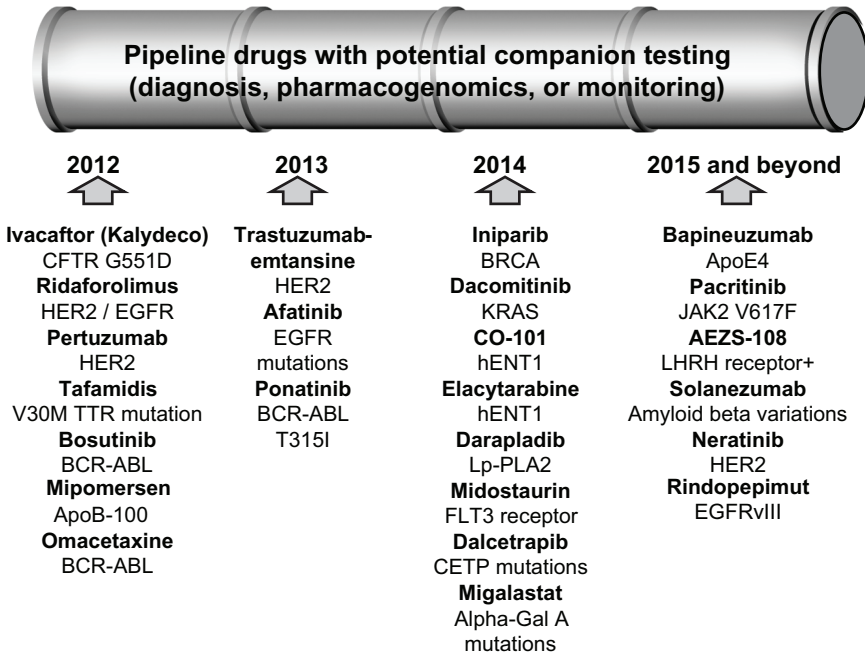 Pipeline drugs with potential companion testing
(diagnosis, pharmacogenomics, or monitoring)
2012
Ivacaftor (Kalydeco)
CFTR G551D
Ridaforolimus
HER2 / EGFR
Pertuzumab
HER2
Tafamidis
V30M TTR mutation
Bosutinib
BCR-ABL
Mipomersen
ApoB-100
Omacetaxine
BCR-ABL
2013
Trastuzumab-
emtansine
HER2
Afatinib
EGFR
mutations
Ponatinib
BCR-ABL
T315I
2014
Iniparib
BRCA
Dacomitinib
KRAS
CO-101
hENT1
Elacytarabine
hENT1
Darapladib
Lp-PLA2
Midostaurin
FLT3 receptor
Dalcetrapib
CETP mutations
Migalastat
Alpha-Gal A
mutations
2015 and beyond
Bapineuzumab
ApoE4
Pacritinib
JAK2 V617F
AEZS-108
LHRH receptor+
Solanezumab
Amyloid beta variations
Neratinib
HER2
Rindopepimut
EGFRvIII